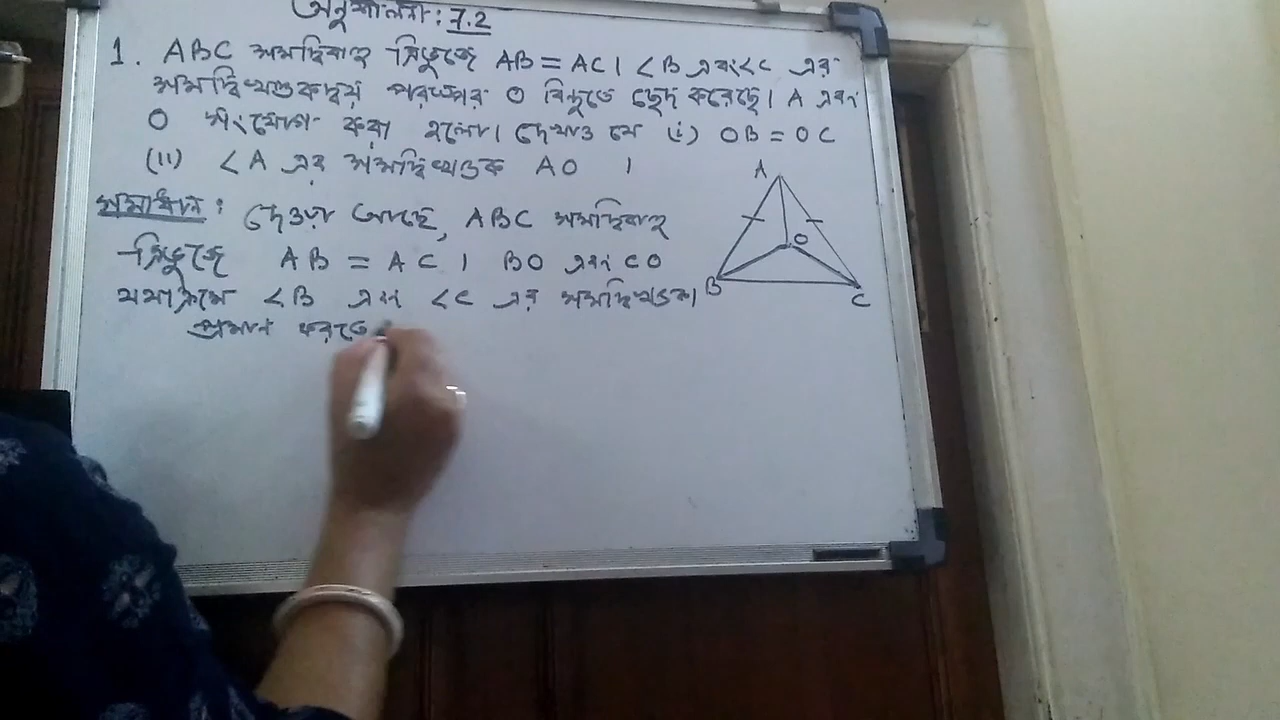 অনুশীলনী : 7.2
1. ABC সমদ্বিবাহু ত্রিভুজে AB = AC। <B এবং <C এর
সমদ্বিখণ্ডকদ্বয় পরস্পর O বিন্দুতে ছেদ করেছে। A এবং
O সংযোগ করা হলো। দেখাও যে (i) OB = OC
(ii) <A এর সমদ্বিখণ্ডক AO ।
সমাধান : দেওয়া আছে, ABC সমদ্বিবাহু
ত্রিভুজে AB = AC । BO এবং CO
যথাক্রমে <B এবং <C এর সমদ্বিখণ্ডক।
প্রমাণ করতে
A
O
B
C